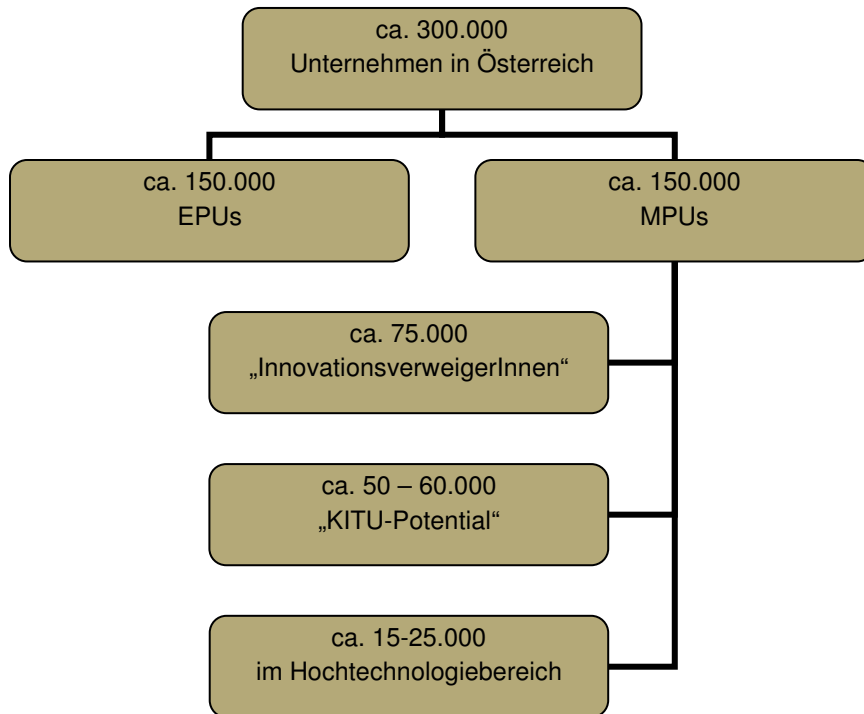 ca. 300.000
Unternehmen in Österreich
ca. 150.000
EPUs
ca. 150.000
MPUs
ca. 75.000
„InnovationsverweigerInnen“
ca. 50 – 60.000
„KITU-Potential“
ca. 15-25.000
im Hochtechnologiebereich